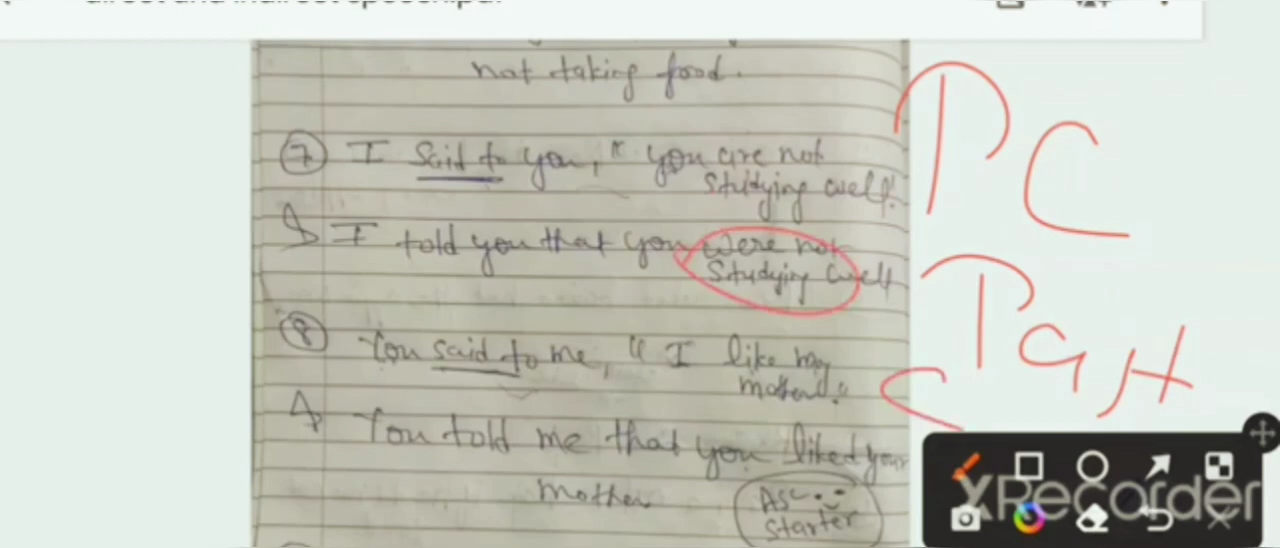 not taking food.
7 I said to you, "you are not
studying well."
I told you that you were not
studying well
8 You said to me, "I like my
mother."
You told me that you liked your
mother
ASC
starter
PC
Past
C
XRecorder